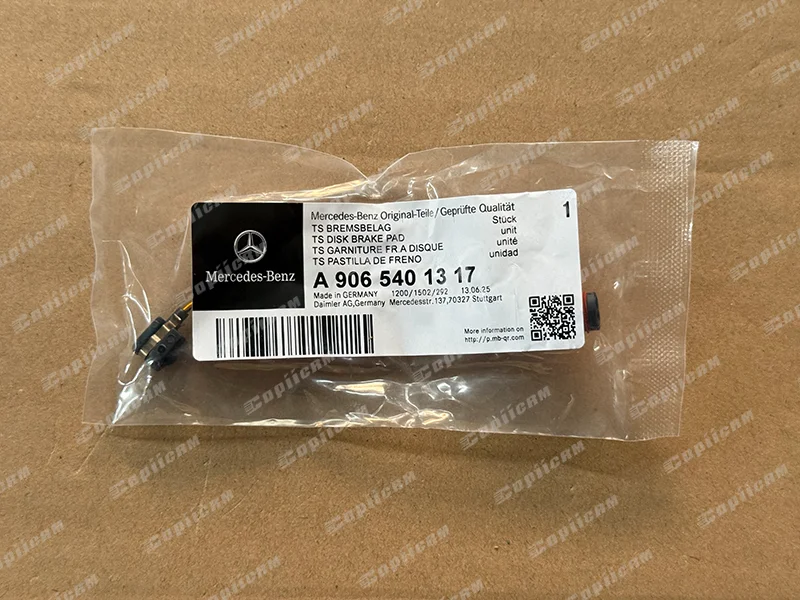 Mercedes-Benz
Mercedes-Benz Original-Teile/Geprüfte Qualität 1
TS BREMSBELAG Stück
TS DISK BRAKE PAD unit
TS GARNITURE FR A DISQUE unité
TS PASTILLA DE FRENO unidad
A 906 540 13 17
Made in GERMANY 1200/1502/292 13.06.25
Daimler AG,Germany Mercedesstr.137,70327 Stuttgart
More information on
http://p.mb-qr.com
CopiiCam